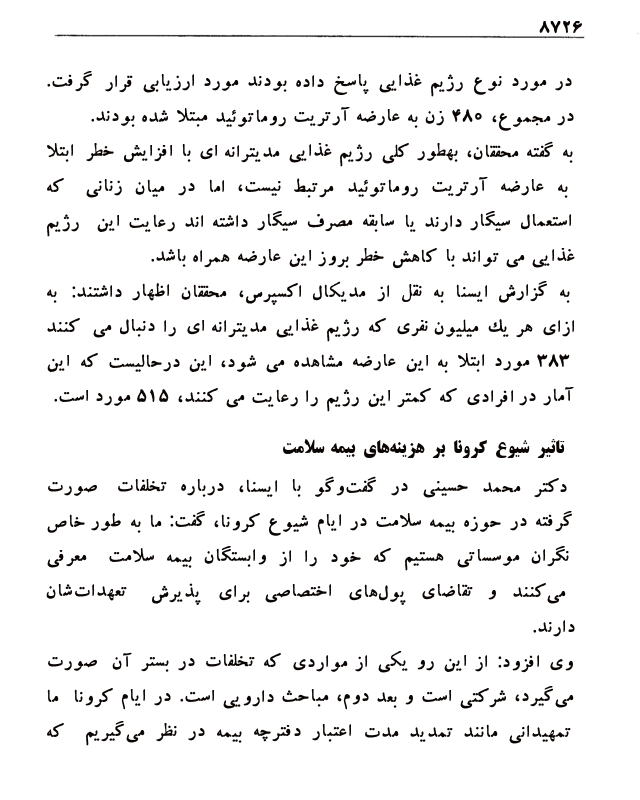 ۸۷۲۶
در مورد نوع رژیم غذایی پاسخ داده بودند مورد ارزیابی قرار گرفت.
در مجموع، ۴۸۰ زن به عارضه آرتریت روماتوئید مبتلا شده بودند.
به گفته محققان، بهطور کلی رژیم غذایی مدیترانه ای با افزایش خطر ابتلا
به عارضه آرتریت روماتوئید مرتبط نیست، اما در میان زنانی که
استعمال سیگار دارند یا سابقه مصرف سیگار داشته اند رعایت این رژیم
غذایی می تواند با کاهش خطر بروز این عارضه همراه باشد.
به گزارش ایسنا به نقل از مدیکال اکسپرس، محققان اظهار داشتند: به
ازای هر یك میلیون نفری که رژیم غذایی مدیترانه ای را دنبال می کنند
۳۸۳ مورد ابتلا به این عارضه مشاهده می شود، این درحالیست که این
آمار در افرادی که کمتر این رژیم را رعایت می کنند، ۵۱۵ مورد است.
تاثیر شیوع کرونا بر هزینه‌های بیمه سلامت
دکتر محمد حسینی در گفت‌وگو با ایسنا، درباره تخلفات صورت
گرفته در حوزه بیمه سلامت در ایام شیوع کرونا، گفت: ما به طور خاص
نگران موسساتی هستیم که خود را از وابستگان بیمه سلامت معرفی
می‌کنند و تقاضای پول‌های اختصاصی برای پذیرش تعهدات‌شان
دارند.
وی افزود: از این رو یکی از مواردی که تخلفات در بستر آن صورت
می‌گیرد، شرکتی است و بعد دوم، مباحث دارویی است. در ایام کرونا ما
تمهیدانی مانند تمدید مدت اعتبار دفترچه بیمه در نظر می‌گیریم که